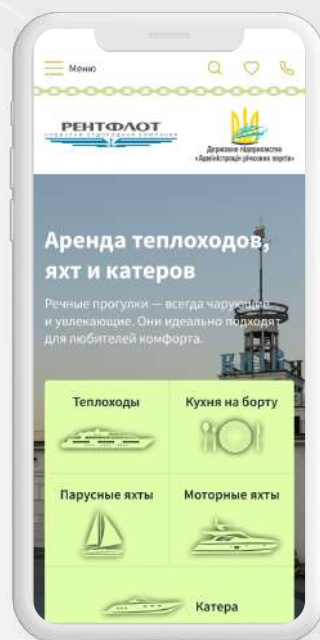 Меню
РЕНТФЛОТ
Державне підприємство
«Адміністрація річкових портів»
Аренда теплоходов,
яхт и катеров
Речные прогулки — всегда чарующие
и увлекающие. Они идеально подходят
для любителей комфорта.
Теплоходы
Кухня на борту
Парусные яхты
Моторные яхты
Катера